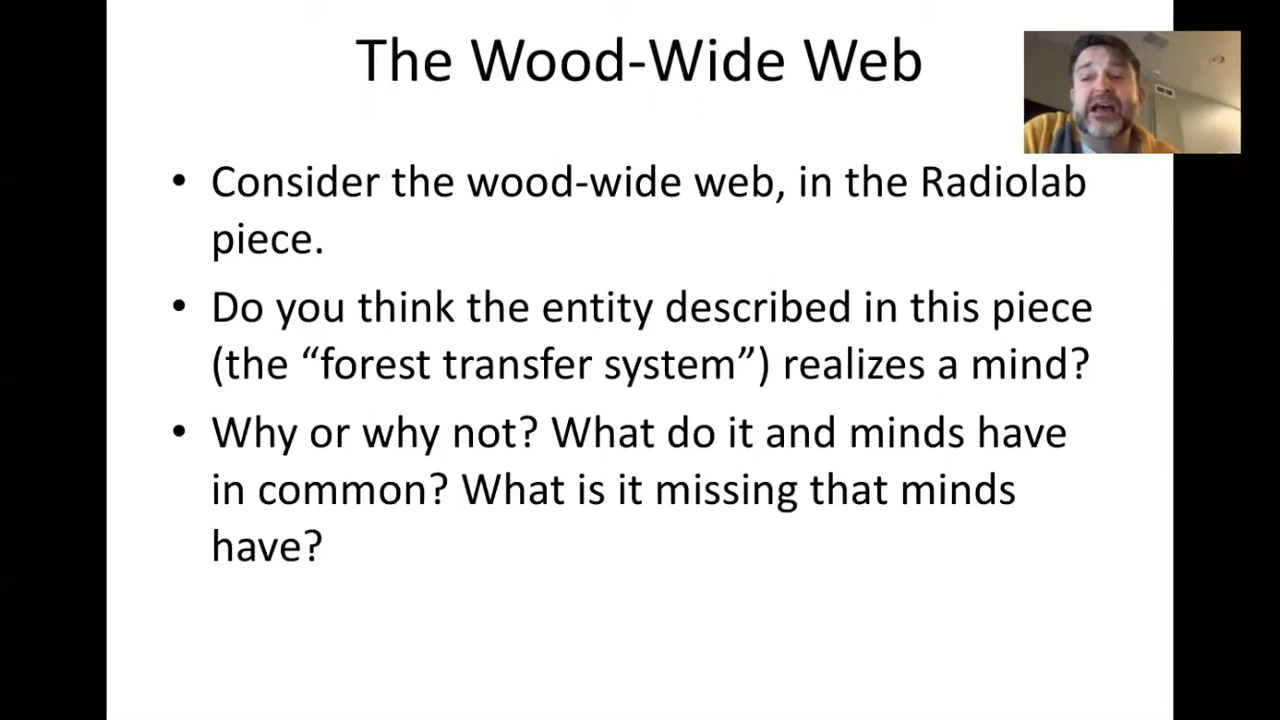 The Wood-Wide Web
• Consider the wood-wide web, in the Radiolab
piece.
• Do you think the entity described in this piece
(the “forest transfer system”) realizes a mind?
• Why or why not? What do it and minds have
in common? What is it missing that minds
have?